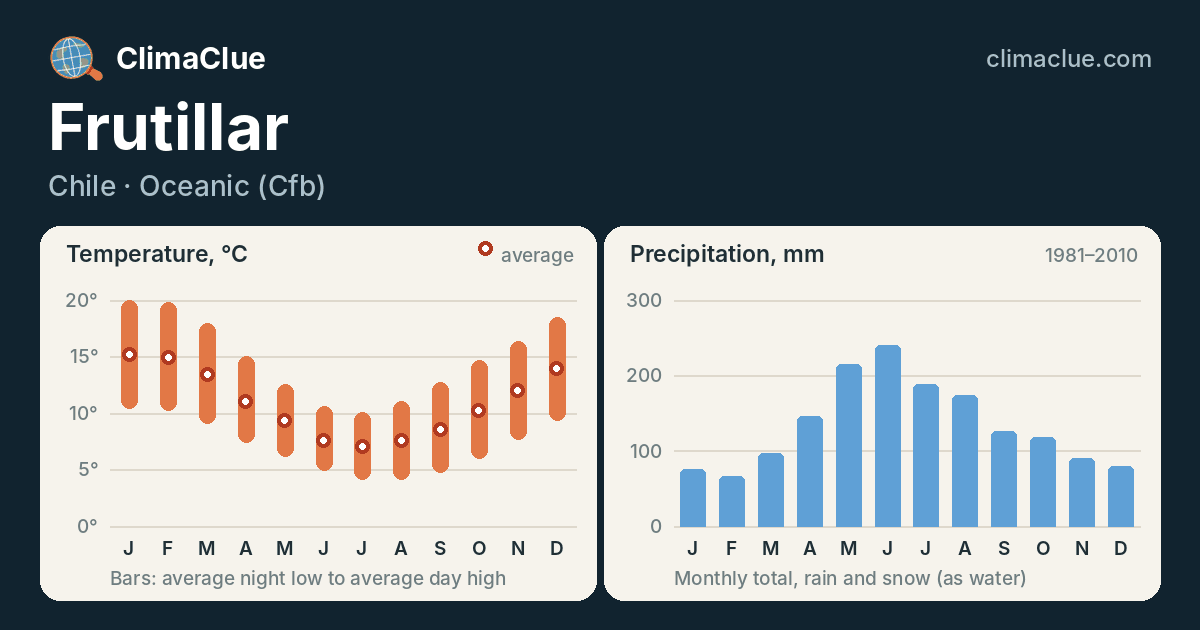 ClimaClue
climaclue.com
Frutillar
Chile · Oceanic (Cfb)
Temperature, °C
average
20°
15°
10°
5°
0°
J F M A M J J A S O N D
Bars: average night low to average day high
Precipitation, mm
1981–2010
300
200
100
0
J F M A M J J A S O N D
Monthly total, rain and snow (as water)